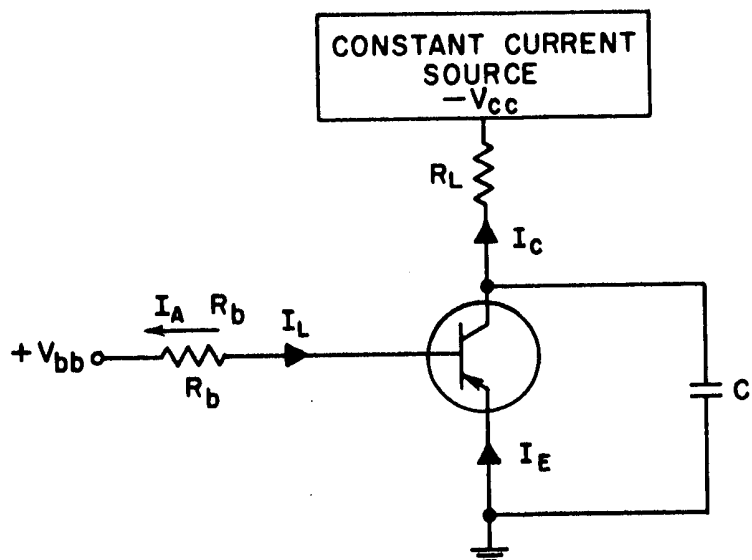 CONSTANT CURRENT
SOURCE
−Vcc
RL
IC
IA Rb
IL
+ Vbb
Rb
C
IE